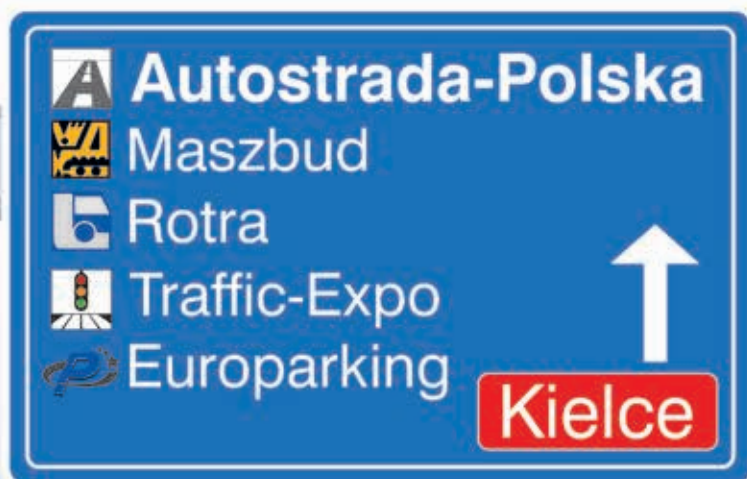 Autostrada-Polska
Maszbud
Rotra
Traffic-Expo
Europarking
Kielce